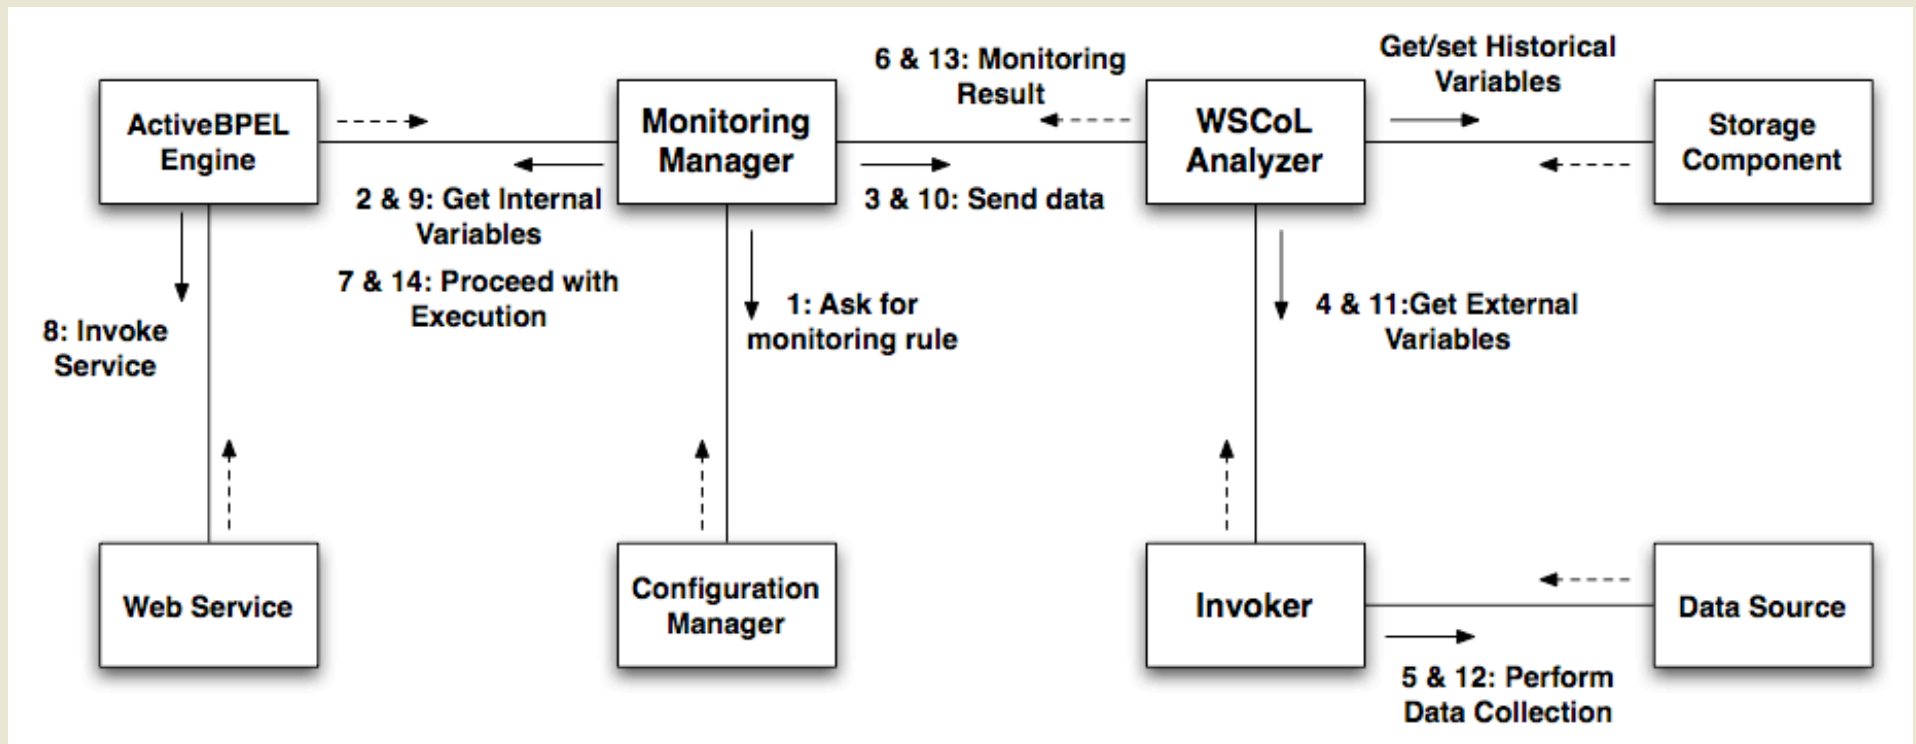 6 & 13: Monitoring
Result
Get/set Historical
Variables
ActiveBPEL
Engine
Monitoring
Manager
WSCoL
Analyzer
Storage
Component
2 & 9: Get Internal
Variables
3 & 10: Send data
7 & 14: Proceed with
Execution
1: Ask for
monitoring rule
4 & 11:Get External
Variables
8: Invoke
Service
Web Service
Configuration
Manager
Invoker
Data Source
5 & 12: Perform
Data Collection